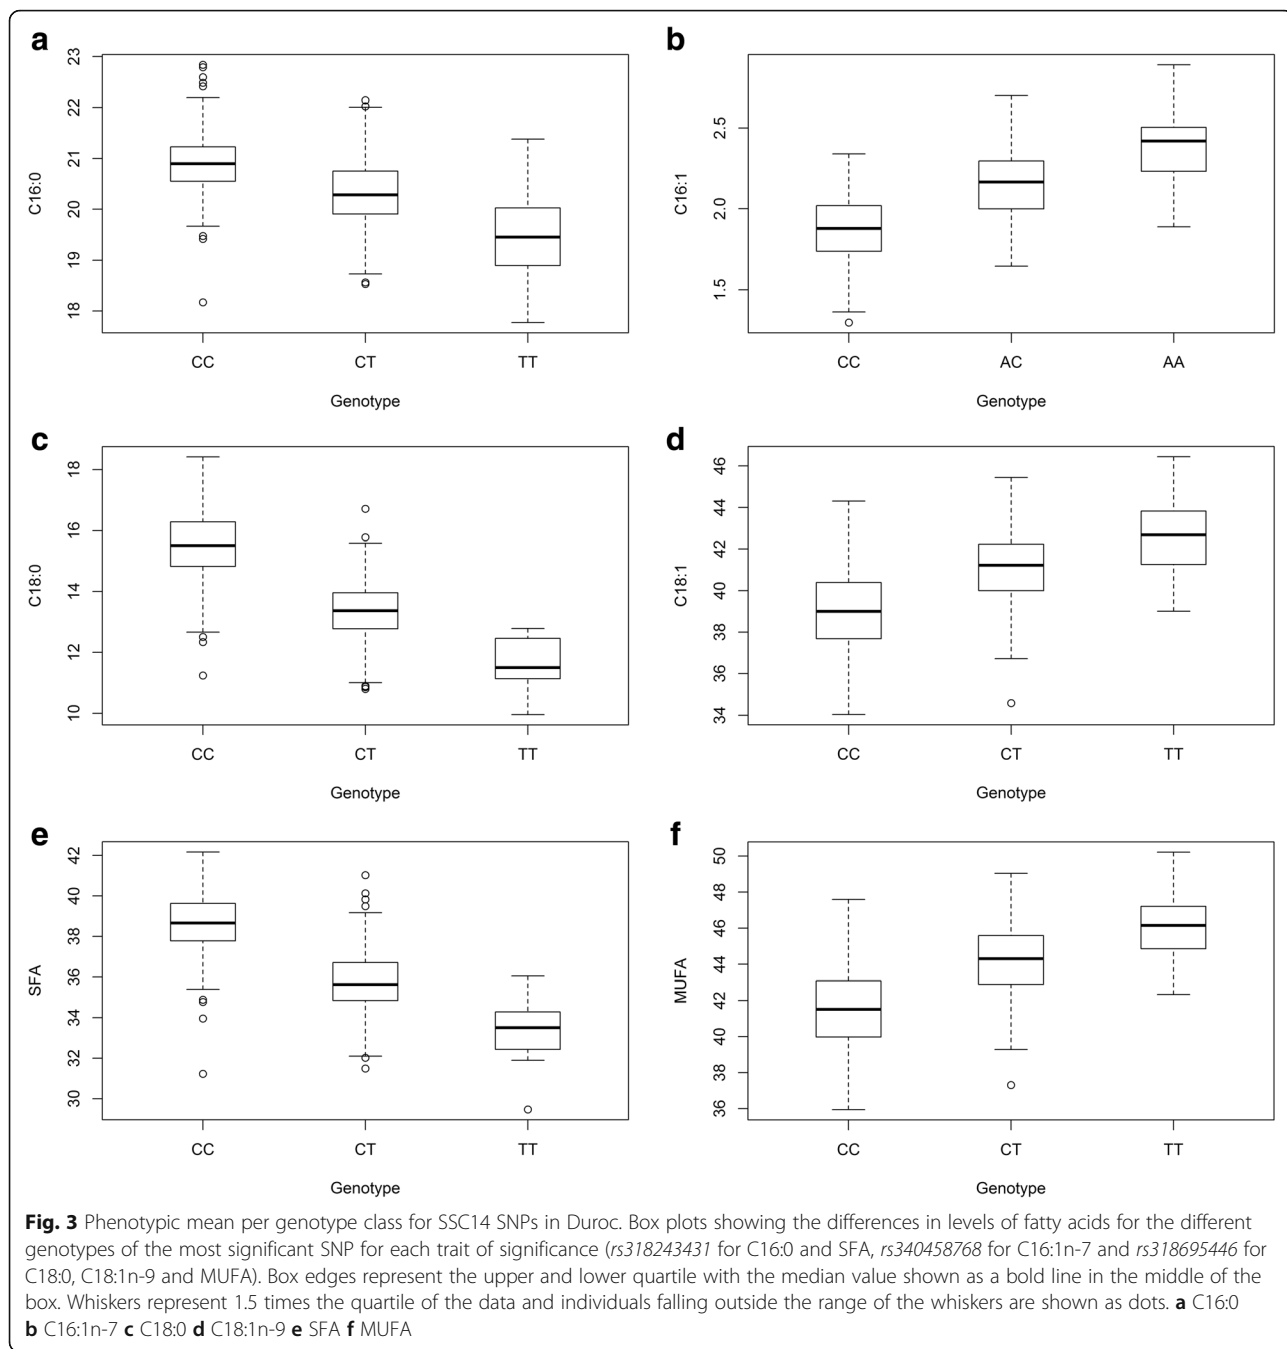 a
C16:0
18 19 20 21 22 23
CC CT TT
Genotype
b
C16:1
1.5 2.0 2.5
CC AC AA
Genotype
c
C18:0
10 12 14 16 18
CC CT TT
Genotype
d
C18:1
34 36 38 40 42 44 46
CC CT TT
Genotype
e
SFA
30 32 34 36 38 40 42
CC CT TT
Genotype
f
MUFA
36 38 40 42 44 46 48 50
CC CT TT
Genotype
Fig. 3 Phenotypic mean per genotype class for SSC14 SNPs in Duroc. Box plots showing the differences in levels of fatty acids for the different
genotypes of the most significant SNP for each trait of significance (rs318243431 for C16:0 and SFA, rs340458768 for C16:1n-7 and rs318695446 for
C18:0, C18:1n-9 and MUFA). Box edges represent the upper and lower quartile with the median value shown as a bold line in the middle of the
box. Whiskers represent 1.5 times the quartile of the data and individuals falling outside the range of the whiskers are shown as dots. a C16:0
b C16:1n-7 c C18:0 d C18:1n-9 e SFA f MUFA